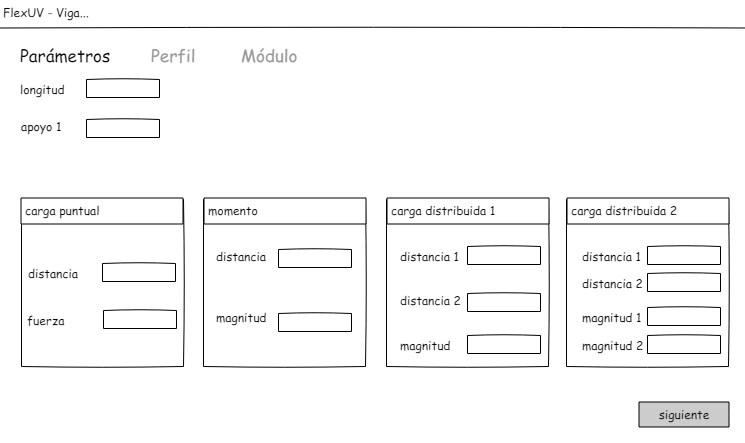 FlexUV - Viga...
Parámetros Perfil Módulo
longitud
apoyo 1
carga puntual
distancia
fuerza
momento
distancia
magnitud
carga distribuida 1
distancia 1
distancia 2
magnitud
carga distribuida 2
distancia 1
distancia 2
magnitud 1
magnitud 2
siguiente